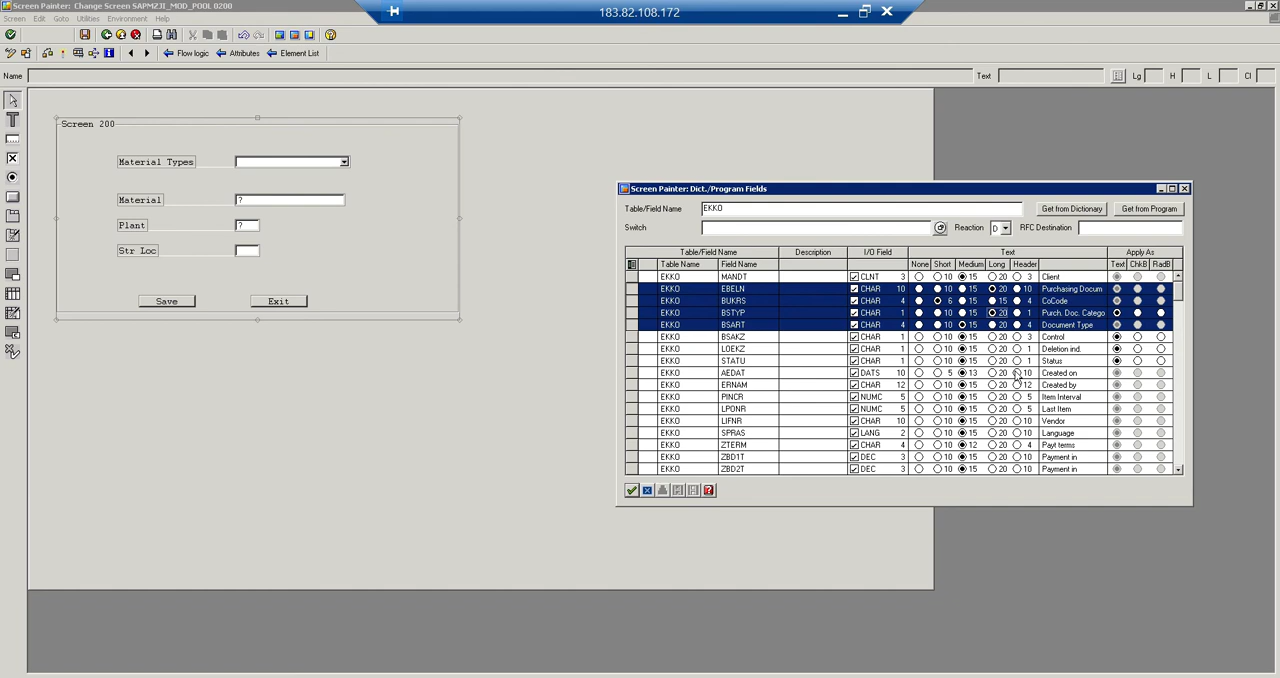 Screen Painter: Change Screen SAPMZJI_MOD_POOL 0200
183.82.108.172
Screen Edit Goto Utilities Environment Help
Flow logic Attributes Element List
Name Text Lg H L Cl
Screen 200
Material Types
Material ?
Plant ?
Str Loc
Save Exit
Screen Painter: Dict./Program Fields
Table/Field Name EKKO Get from Dictionary Get from Program
Switch Reaction D RFC Destination
Table/Field Name Description I/O Field Text Apply As
Table Name Field Name None Short Medium Long Header Text ChkB RadB
EKKO MANDT CLNT 3 10 15 20 3 Client
EKKO EBELN CHAR 10 10 15 20 10 Purchasing Docum
EKKO BUKRS CHAR 4 6 15 15 4 CoCode
EKKO BSTYP CHAR 1 10 15 20 1 Purch. Doc. Catego
EKKO BSART CHAR 4 10 15 20 4 Document Type
EKKO BSAKZ CHAR 1 10 15 20 3 Control
EKKO LOEKZ CHAR 1 10 15 20 1 Deletion ind.
EKKO STATU CHAR 1 10 15 20 1 Status
EKKO AEDAT DATS 10 5 13 20 10 Created on
EKKO ERNAM CHAR 12 10 15 20 12 Created by
EKKO PINCR NUMC 5 10 15 20 5 Item Interval
EKKO LPONR NUMC 5 10 15 20 5 Last Item
EKKO LIFNR CHAR 10 10 15 20 10 Vendor
EKKO SPRAS LANG 2 10 15 20 10 Language
EKKO ZTERM CHAR 4 10 12 20 4 Payt terms
EKKO ZBD1T DEC 3 10 15 20 10 Payment in
EKKO ZBD2T DEC 3 10 15 20 10 Payment in